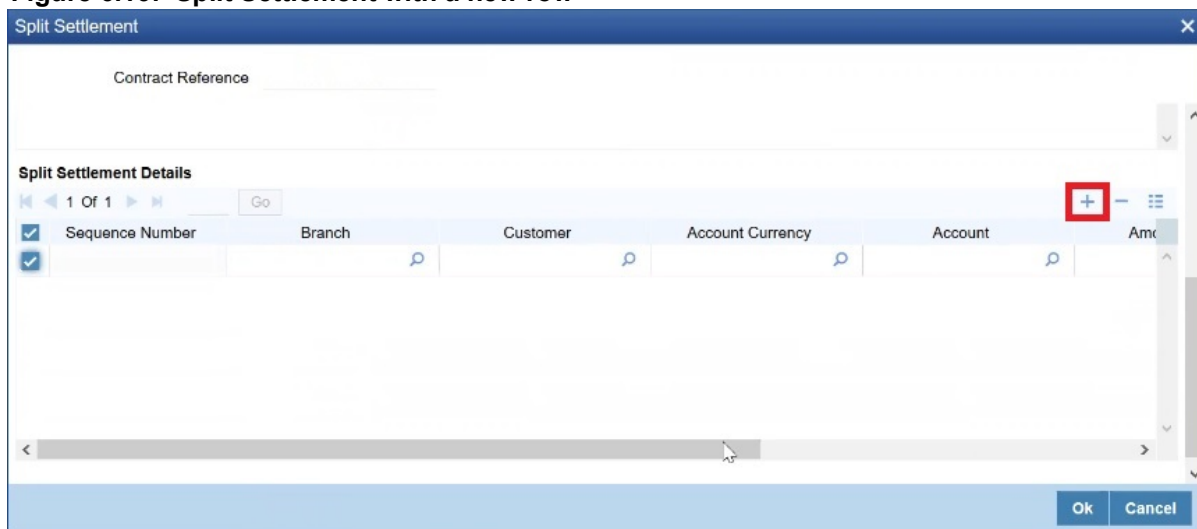 Split Settlement
Contract Reference
Split Settlement Details
1 Of 1 Go
Sequence Number Branch Customer Account Currency Account Amo
Ok Cancel